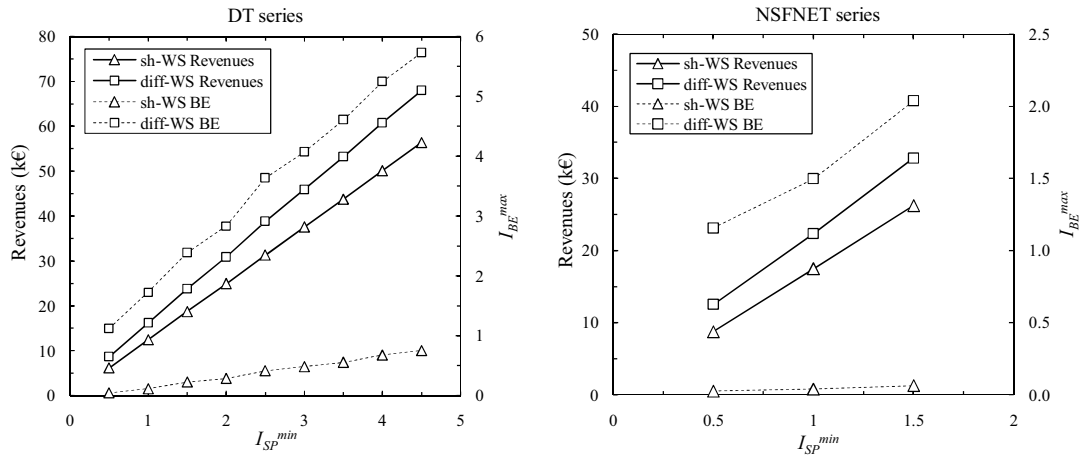 DT series
80
70
60
50
40
30
20
10
0
Revenues (k€)
sh-WS Revenues
diff-WS Revenues
sh-WS BE
diff-WS BE
6
5
4
3
2
1
0
I_BE^max
0 1 2 3 4 5
I_SP^min
NSFNET series
50
40
30
20
10
0
Revenues (k€)
sh-WS Revenues
diff-WS Revenues
sh-WS BE
diff-WS BE
2.5
2.0
1.5
1.0
0.5
0.0
I_BE^max
0 0.5 1 1.5 2
I_SP^min